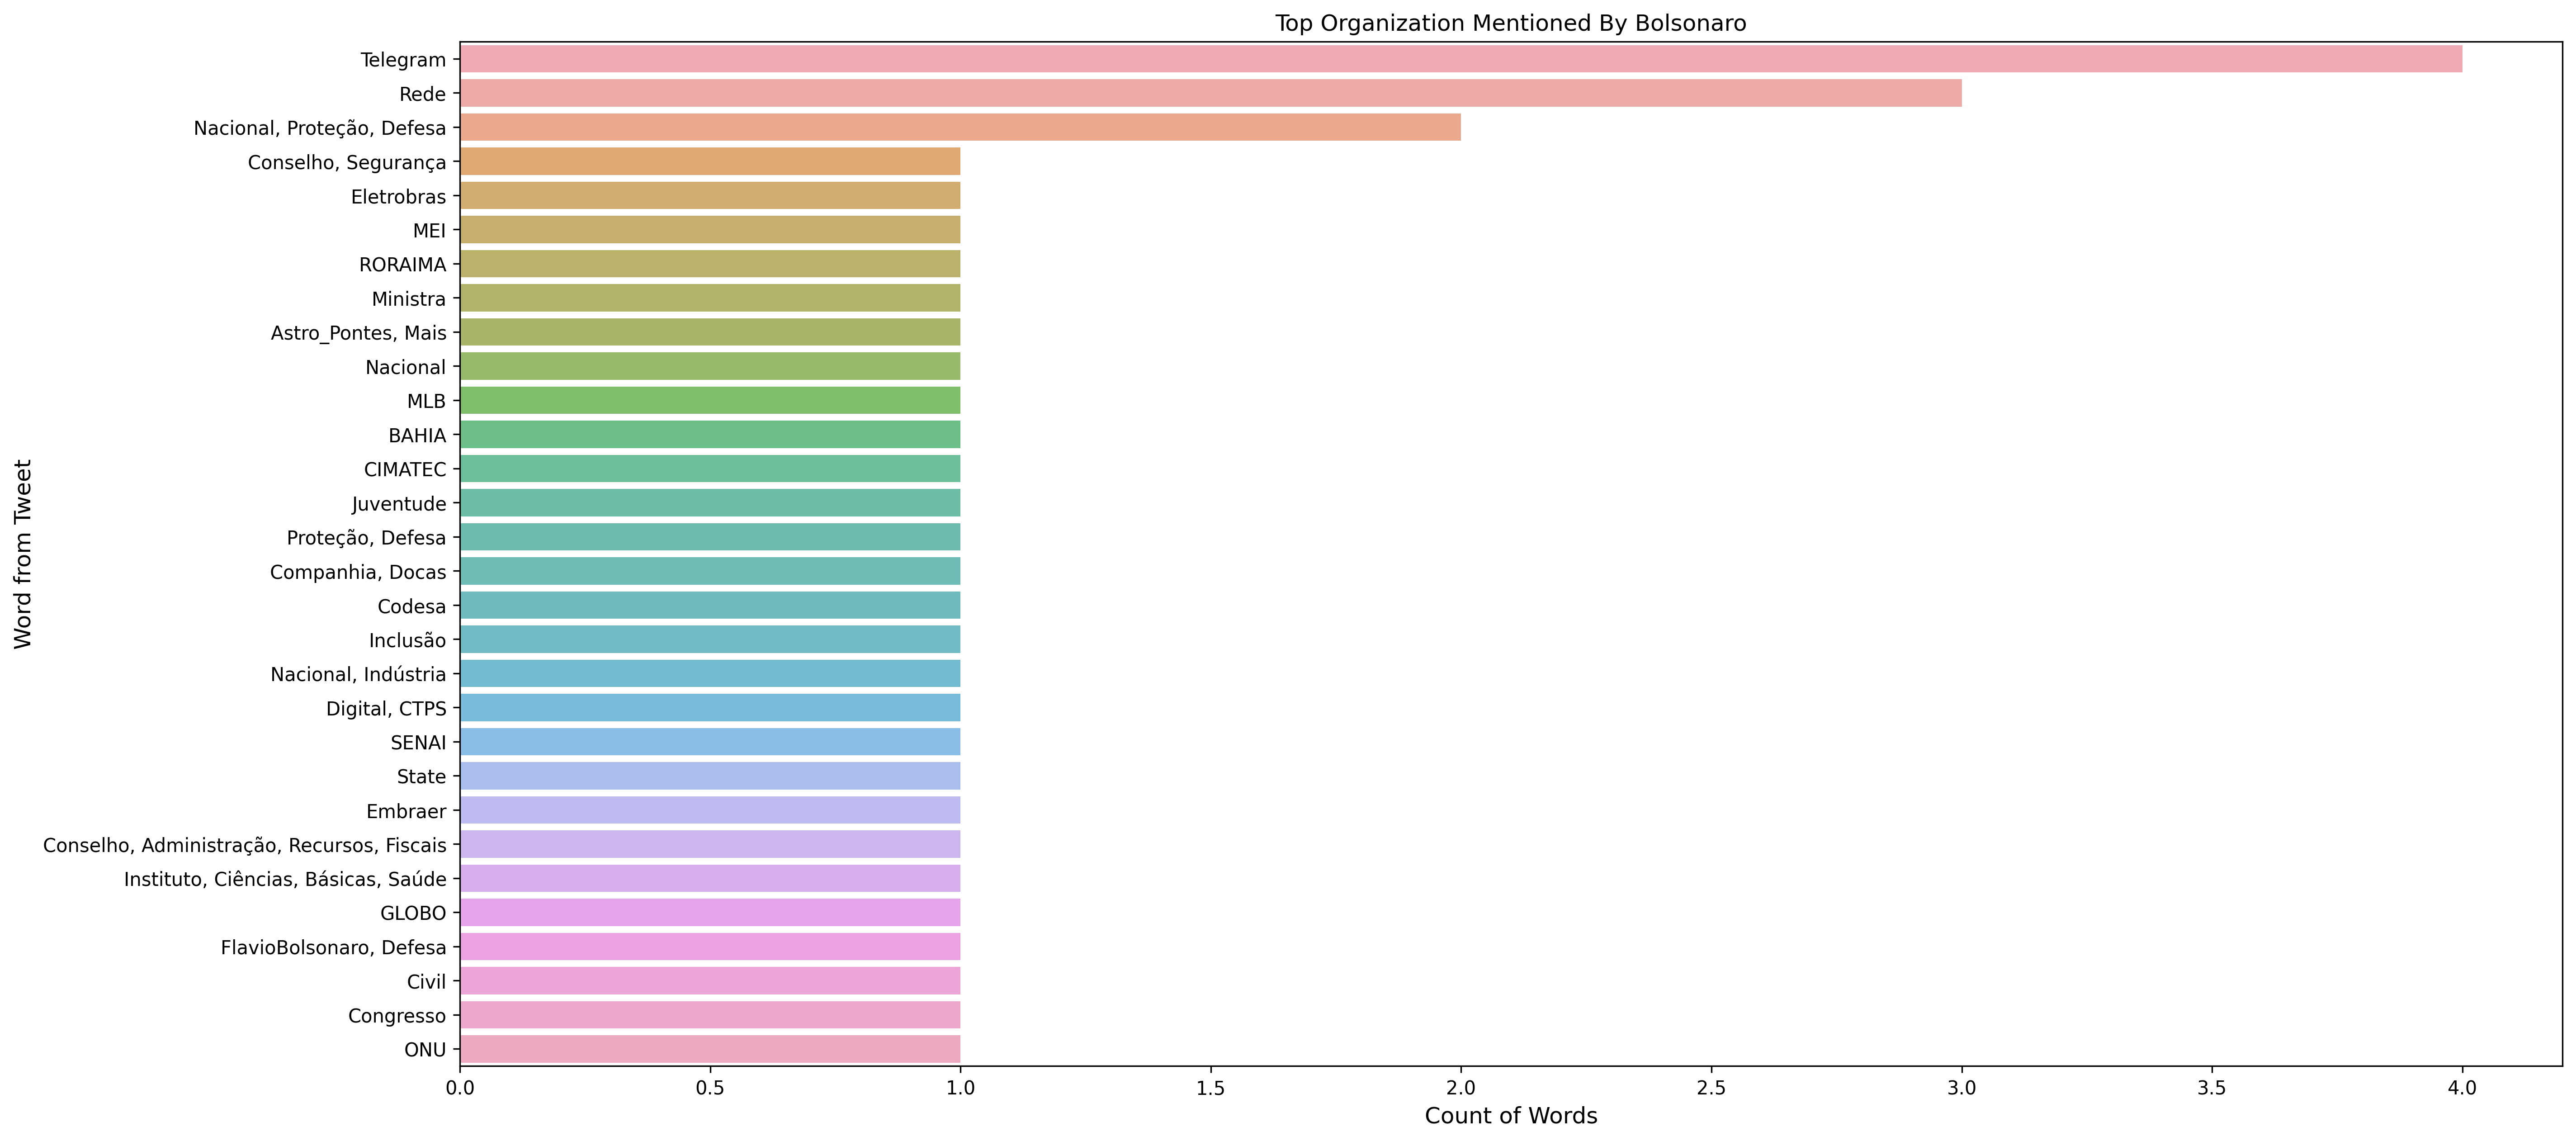 Top Organization Mentioned By Bolsonaro
Telegram
Rede
Nacional, Proteção, Defesa
Conselho, Segurança
Eletrobras
MEI
RORAIMA
Ministra
Astro_Pontes, Mais
Nacional
MLB
BAHIA
CIMATEC
Juventude
Proteção, Defesa
Companhia, Docas
Codesa
Inclusão
Nacional, Indústria
Digital, CTPS
SENAI
State
Embraer
Conselho, Administração, Recursos, Fiscais
Instituto, Ciências, Básicas, Saúde
GLOBO
FlavioBolsonaro, Defesa
Civil
Congresso
ONU
Word from Tweet
0.0 0.5 1.0 1.5 2.0 2.5 3.0 3.5 4.0
Count of Words